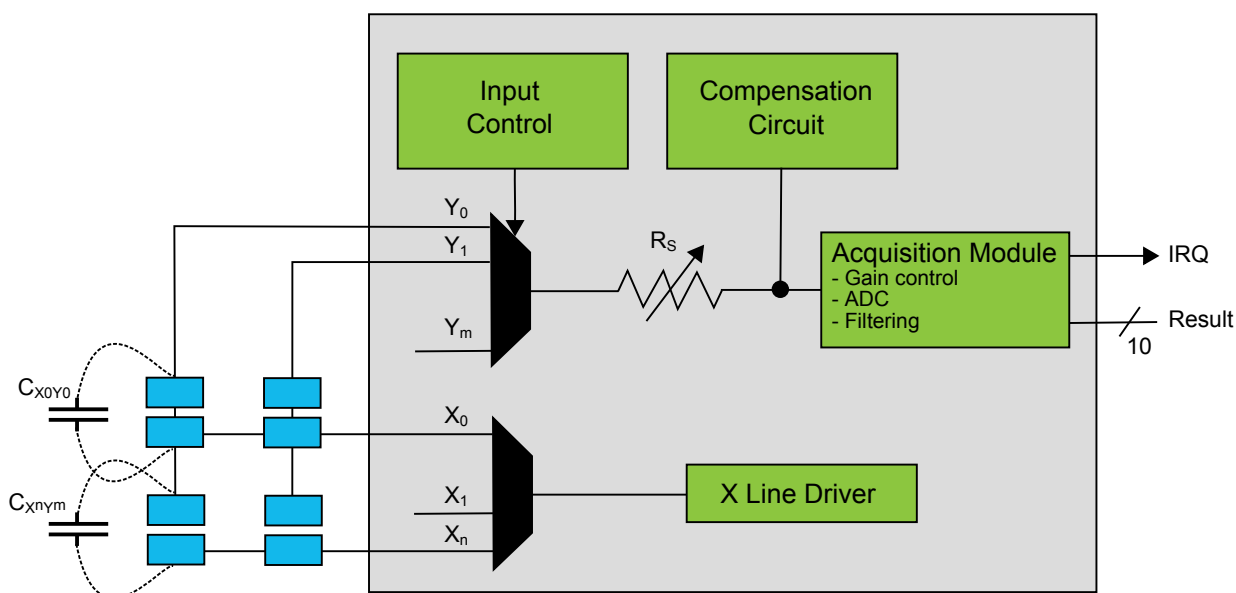 Input
Control
Compensation
Circuit
Y0
Y1
Ym
RS
Acquisition Module
- Gain control
- ADC
- Filtering
IRQ
Result
10
CX0Y0
CXnYm
X0
X1
Xn
X Line Driver